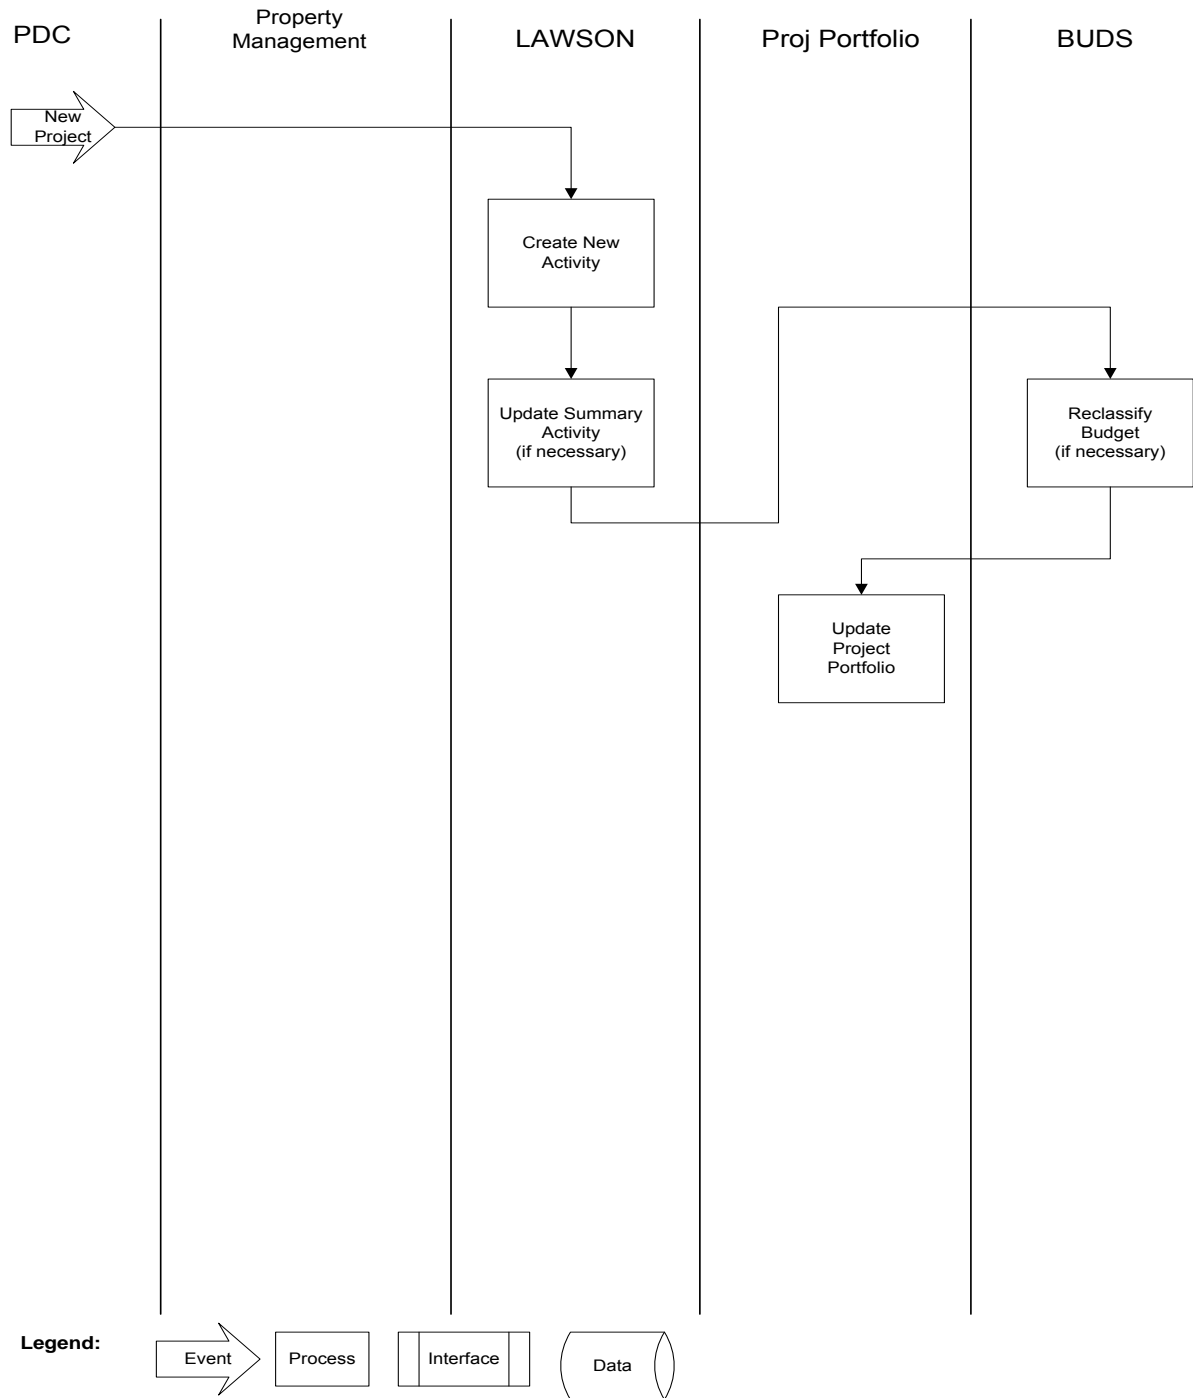 PDC
Property
Management
LAWSON
Proj Portfolio
BUDS
New
Project
Create New
Activity
Update Summary
Activity
(if necessary)
Reclassify
Budget
(if necessary)
Update
Project
Portfolio
Legend:
Event
Process
Interface
Data